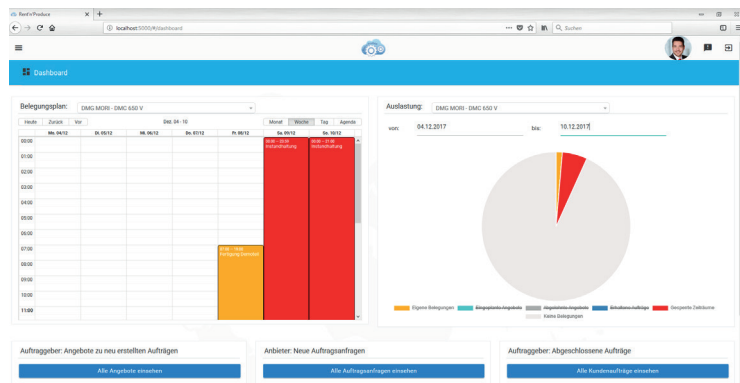 Rent'n'Produce
localhost:5000/#/dashboard
Suchen
Dashboard
Belegungsplan: DMG MORI - DMC 650 V
Heute Zurück Vor Dez. 04 - 10 Monat Woche Tag Agenda
Mo. 04/12 Di. 05/12 Mi. 06/12 Do. 07/12 Fr. 08/12 Sa. 09/12 So. 10/12
00:00
01:00
02:00
03:00
04:00
05:00
06:00
07:00
08:00
09:00
10:00
11:00
Instandhaltung
Instandhaltung
Auslastung: DMG MORI - DMC 650 V
von: 04.12.2017 bis: 10.12.2017
Eigene Belegungen Eingeplante Angebote Abgelehnte Angebote Erhaltene Aufträge Gesperrte Zeiträume
Keine Belegungen
Auftraggeber: Angebote zu neu erstellten Aufträgen
Alle Angebote einsehen
Anbieter: Neue Auftragsanfragen
Alle Auftragsanfragen einsehen
Auftraggeber: Abgeschlossene Aufträge
Alle Kundenaufträge einsehen